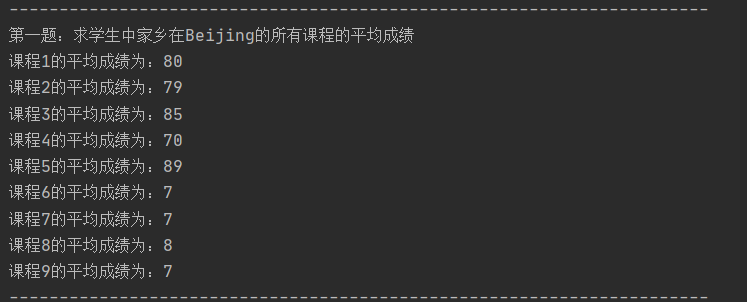 ----------------------------------------------------------------------
第一题：求学生中家乡在Beijing的所有课程的平均成绩
课程1的平均成绩为：80
课程2的平均成绩为：79
课程3的平均成绩为：85
课程4的平均成绩为：70
课程5的平均成绩为：89
课程6的平均成绩为：7
课程7的平均成绩为：7
课程8的平均成绩为：8
课程9的平均成绩为：7
----------------------------------------------------------------------